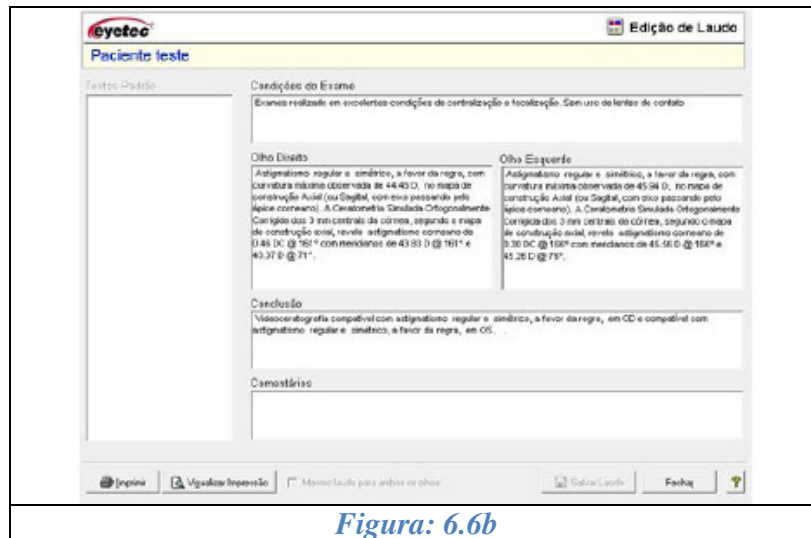 eyetec
Edição de Laudo
Paciente teste
Textos Padrão
Condições do Exame
Exames realizado em excelentes condições de centralização e focalização. Sem uso de lentes de contato
Olho Direito
Astigmatismo regular e simétrico, a favor da regra, com
curvatura máxima observada de 44.45 D, no mapa de
construção Axial (ou Sagital, com eixo passando pelo
ápice corneano). A Ceratometria Simulada Ortogonalmente
Corrigida dos 3 mm centrais da córnea, segundo o mapa
de construção axial, revela astigmatismo corneano de
0.46 DC @ 161º com meridianos de 43.83 D @ 161º e
43.37 D @ 71º.
Olho Esquerdo
Astigmatismo regular e simétrico, a favor da regra, com
curvatura máxima observada de 45.94 D, no mapa de
construção Axial (ou Sagital, com eixo passando pelo
ápice corneano). A Ceratometria Simulada Ortogonalmente
Corrigida dos 3 mm centrais da córnea, segundo o mapa
de construção axial, revela astigmatismo corneano de
0.30 DC @ 166º com meridianos de 45.56 D @ 166º e
45.26 D @ 76º.
Conclusão
Videoceratografia compatível com astigmatismo regular e simétrico, a favor da regra, em OD e compatível com
astigmatismo regular e simétrico, a favor da regra, em OS. .
Comentários
Imprimir
Visualizar Impressão
Mesmo laudo para ambos os olhos
Salvar Laudo
Fechar
?
Figura: 6.6b